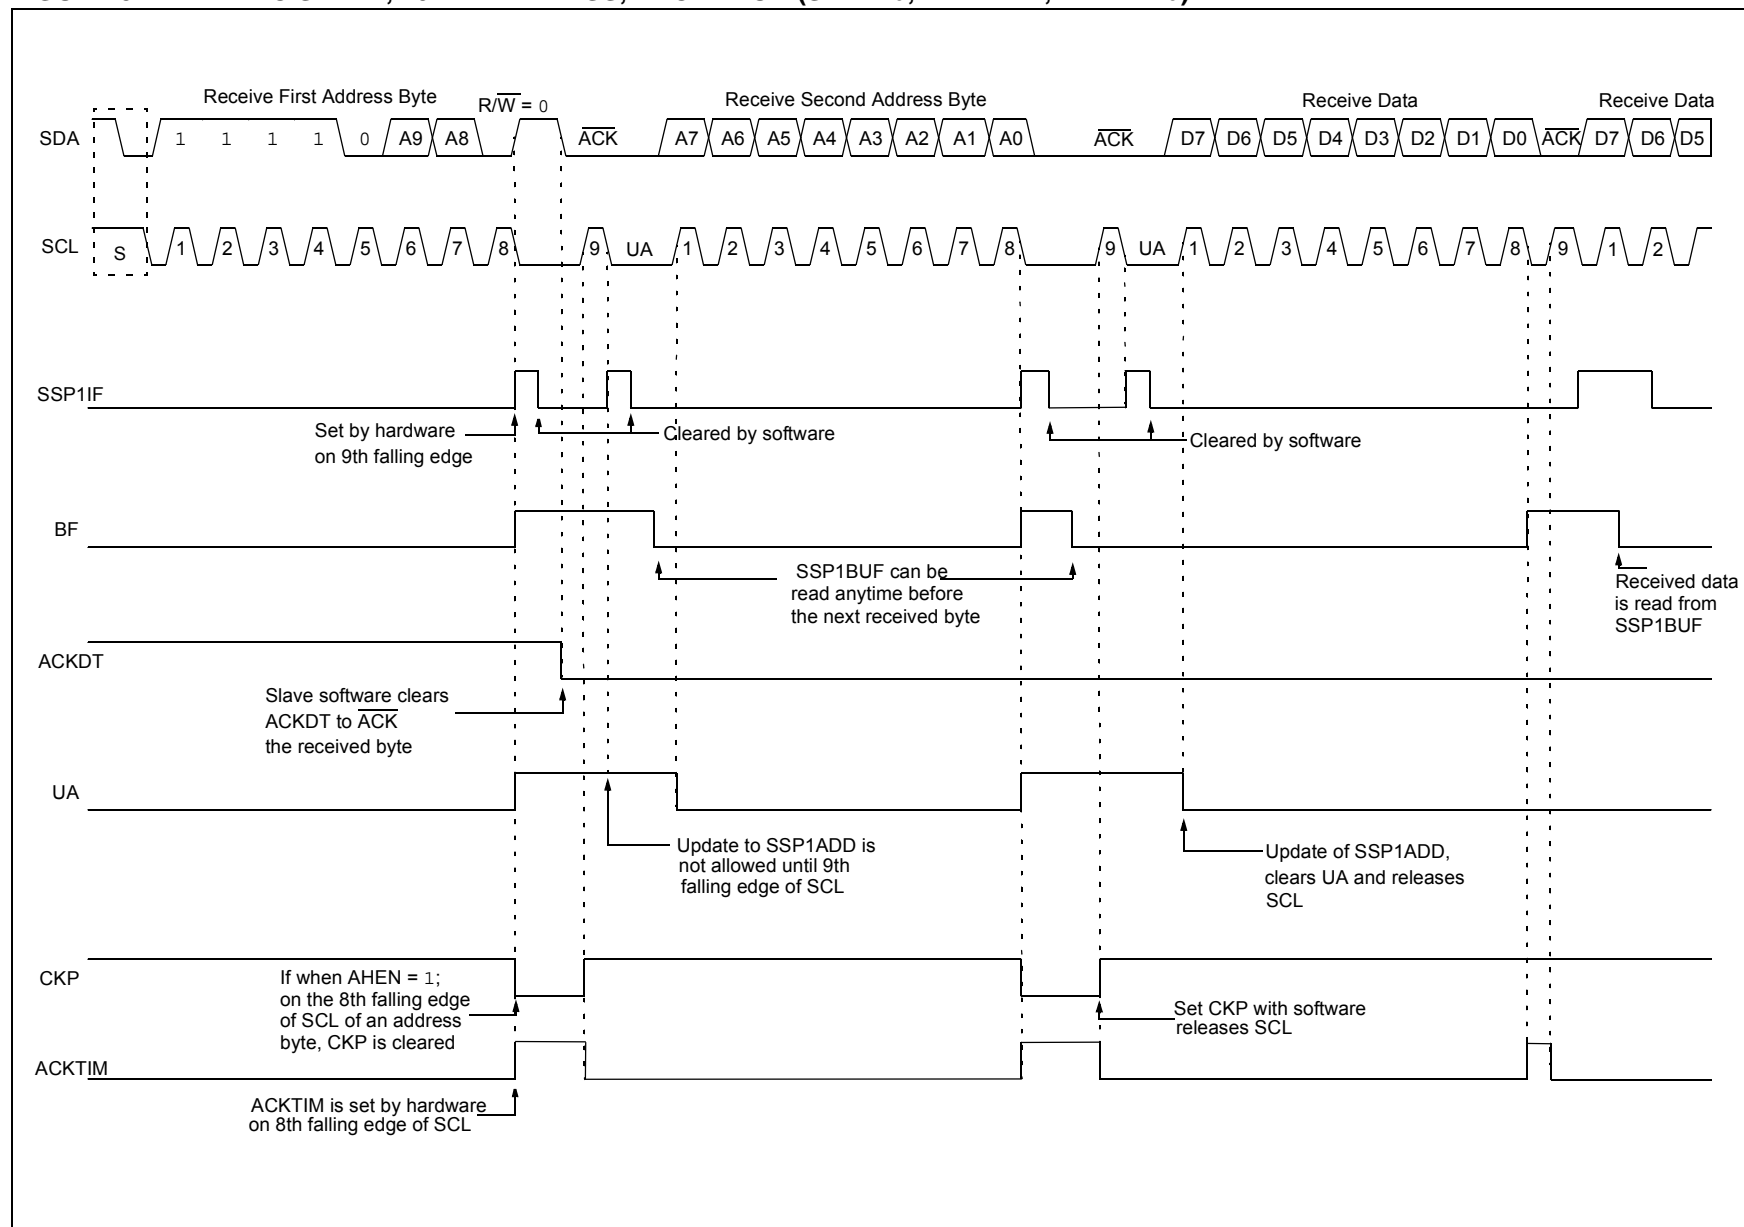 Receive First Address Byte
R/W = 0
Receive Second Address Byte
Receive Data
Receive Data
SDA
1 1 1 1 0 A9 A8
ACK
A7 A6 A5 A4 A3 A2 A1 A0
ACK
D7 D6 D5 D4 D3 D2 D1 D0
ACK
D7 D6 D5
SCL
S
1 2 3 4 5 6 7 8 9
UA
1 2 3 4 5 6 7 8 9
UA
1 2 3 4 5 6 7 8 9
1 2
SSP1IF
Set by hardware
on 9th falling edge
Cleared by software
Cleared by software
BF
SSP1BUF can be
read anytime before
the next received byte
Received data
is read from
SSP1BUF
ACKDT
Slave software clears
ACKDT to ACK
the received byte
UA
Update to SSP1ADD is
not allowed until 9th
falling edge of SCL
Update of SSP1ADD,
clears UA and releases
SCL
CKP
If when AHEN = 1;
on the 8th falling edge
of SCL of an address
byte, CKP is cleared
Set CKP with software
releases SCL
ACKTIM
ACKTIM is set by hardware
on 8th falling edge of SCL